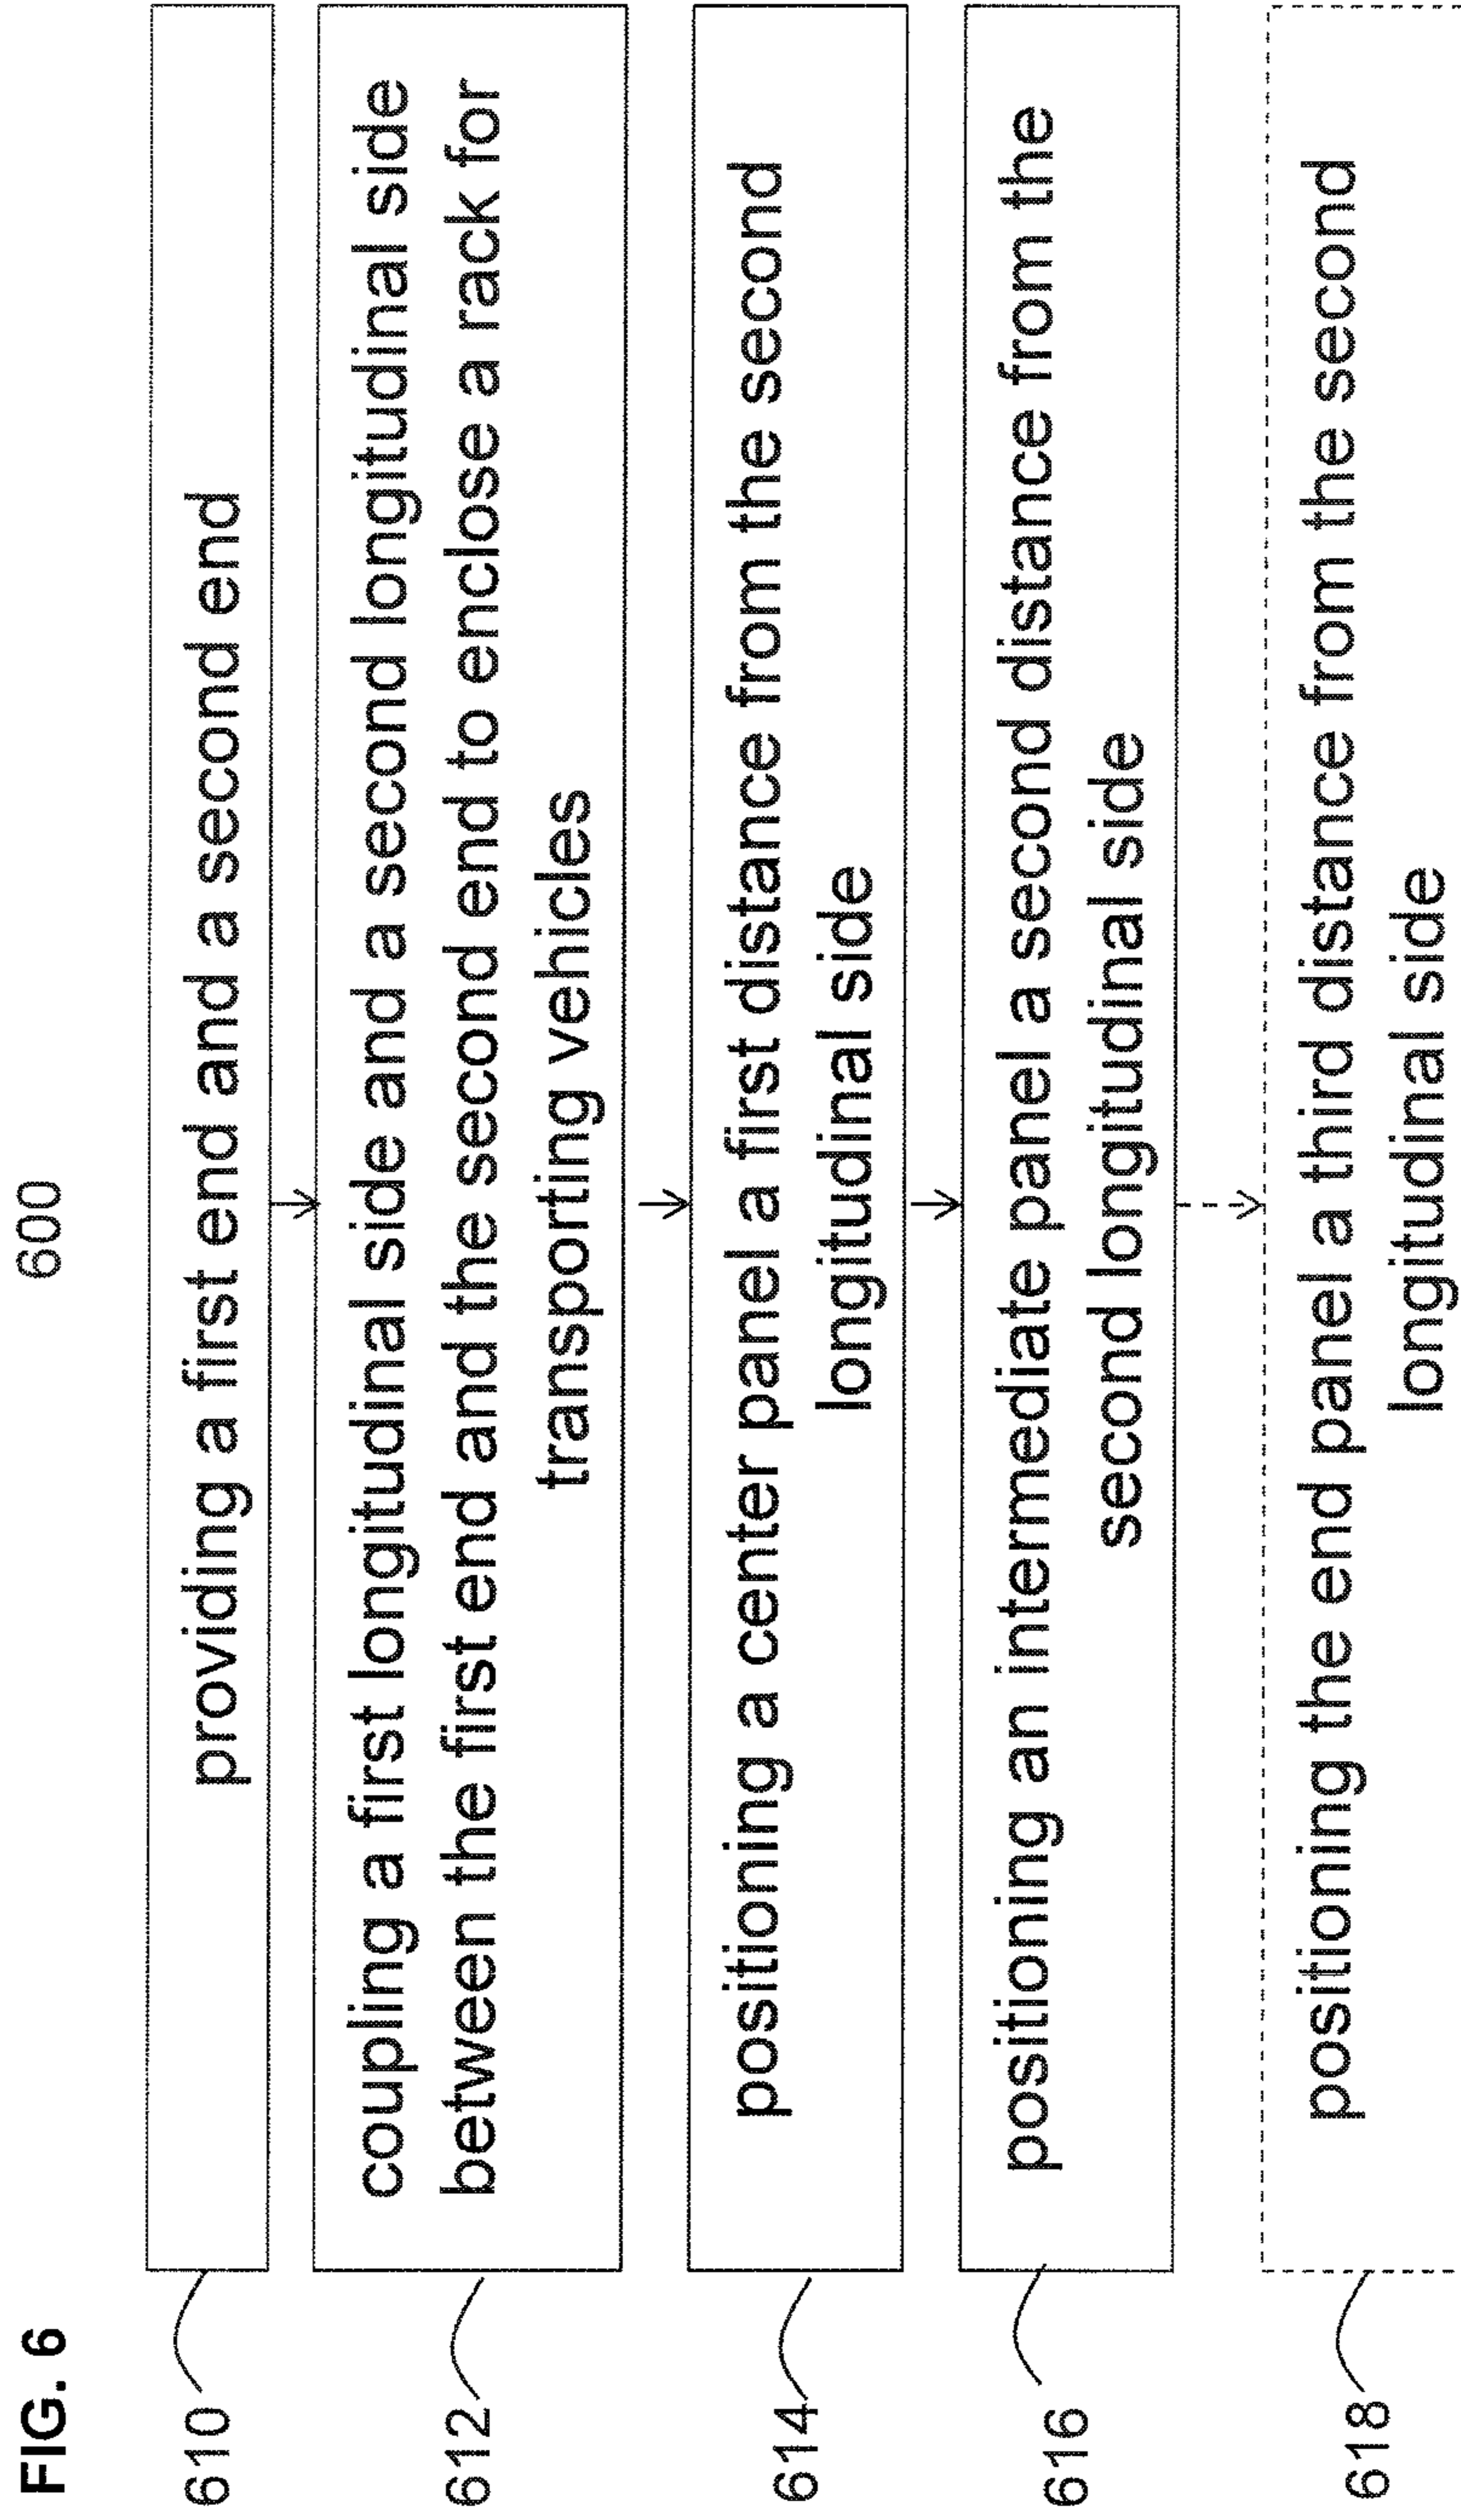 FIG. 6
600
610
providing a first end and a second end
612
coupling a first longitudinal side and a second longitudinal side
between the first end and the second end to enclose a rack for
transporting vehicles
614
positioning a center panel a first distance from the second
longitudinal side
616
positioning an intermediate panel a second distance from the
second longitudinal side
618
positioning the end panel a third distance from the second
longitudinal side